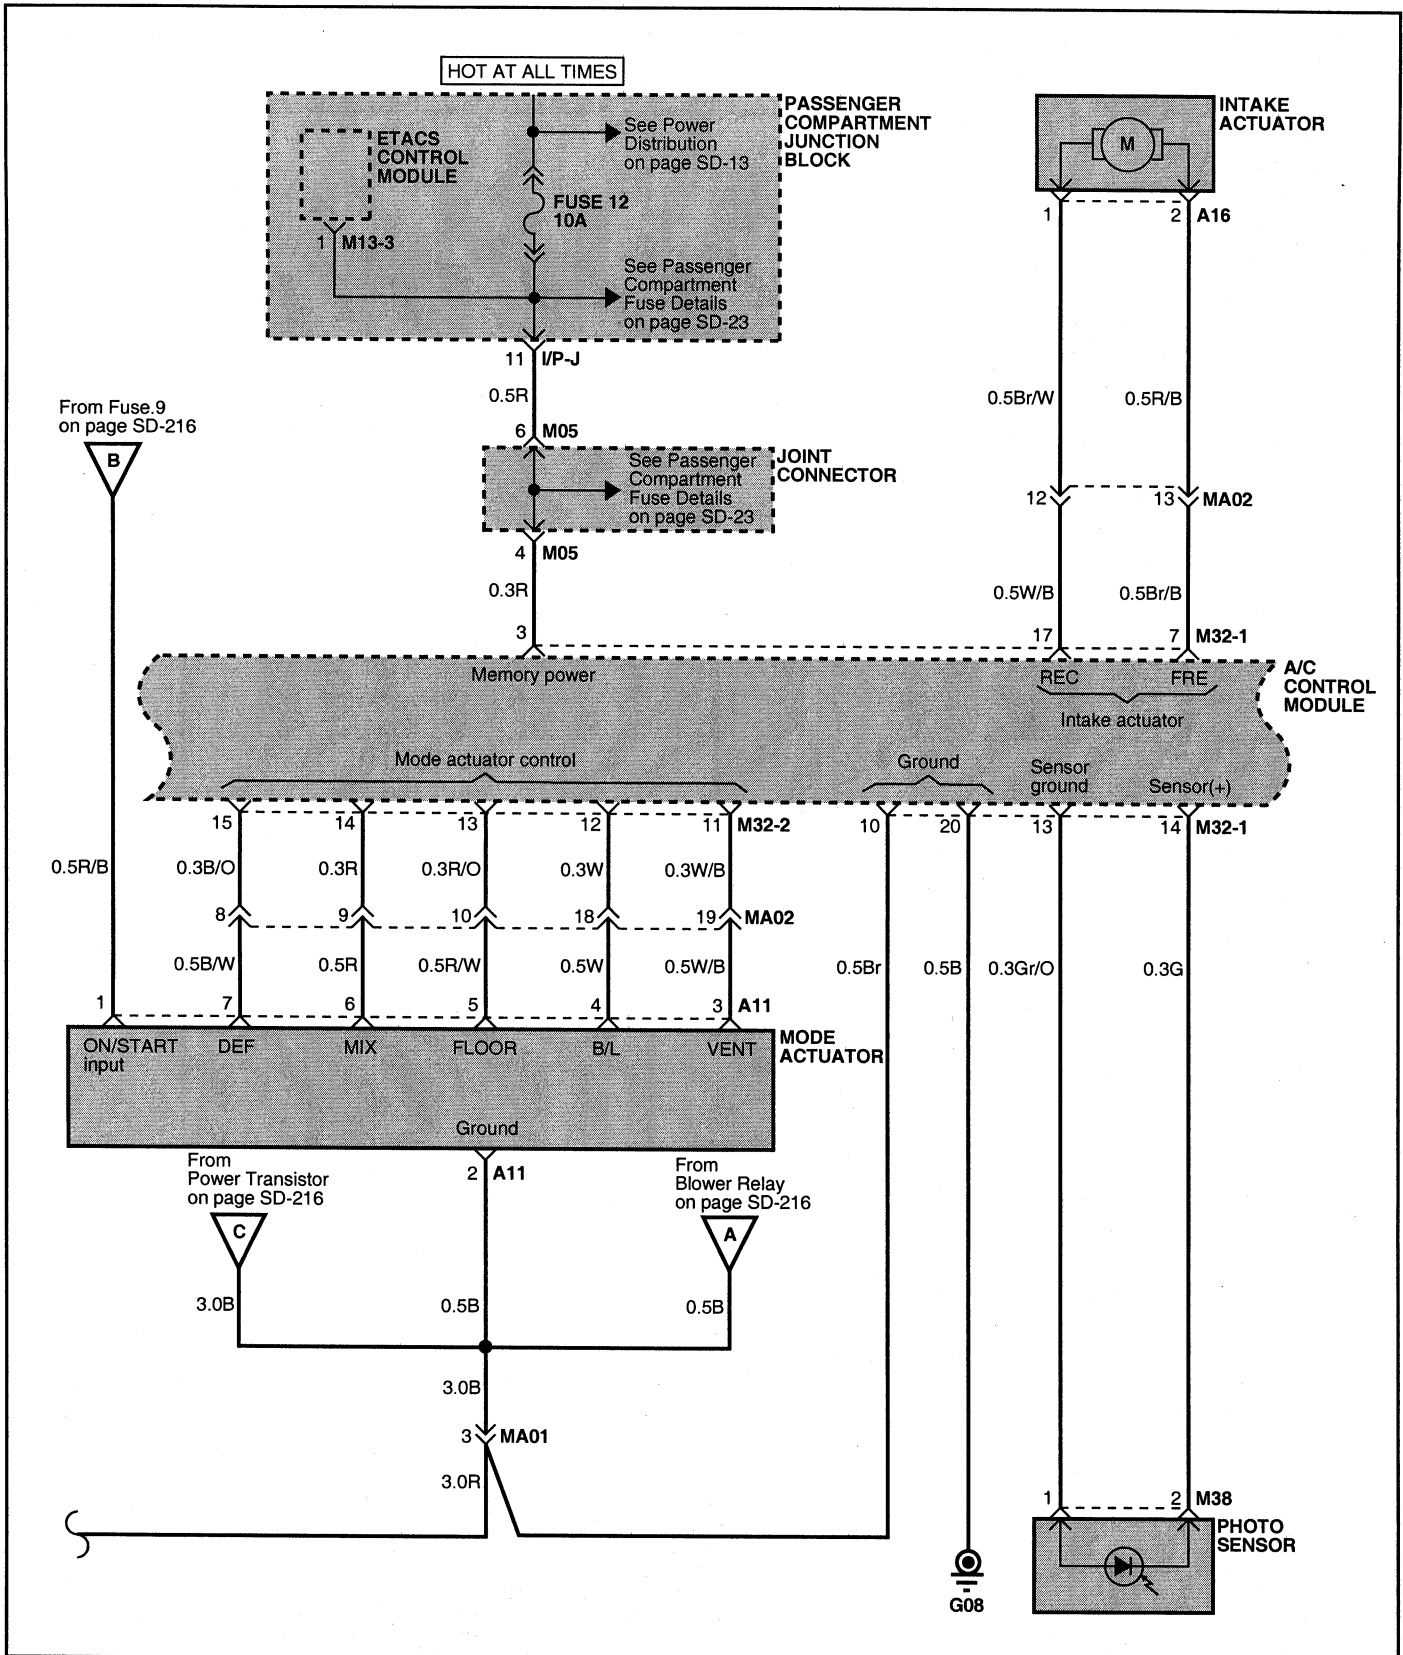 HOT AT ALL TIMES
PASSENGER
COMPARTMENT
JUNCTION
BLOCK
INTAKE
ACTUATOR
ETACS
CONTROL
MODULE
See Power
Distribution
on page SD-13
M
FUSE 12
10A
1 M13-3
See Passenger
Compartment
Fuse Details
on page SD-23
1 2 A16
11 I/P-J
0.5R
0.5Br/W 0.5R/B
From Fuse.9
on page SD-216
B
6 M05
JOINT
CONNECTOR
See Passenger
Compartment
Fuse Details
on page SD-23
12 13 MA02
4 M05
0.3R
0.5W/B 0.5Br/B
3 17 7 M32-1
Memory power REC FRE
A/C
CONTROL
MODULE
Intake actuator
Mode actuator control Ground
Sensor
ground
Sensor(+)
15 14 13 12 11 M32-2 10 20 13 14 M32-1
0.5R/B 0.3B/O 0.3R 0.3R/O 0.3W 0.3W/B
8 9 10 18 19 MA02
0.5B/W 0.5R 0.5R/W 0.5W 0.5W/B 0.5Br 0.5B 0.3Gr/O 0.3G
1 7 6 5 4 3 A11
MODE
ACTUATOR
ON/START
input
DEF MIX FLOOR B/L VENT
Ground
From
Power Transistor
on page SD-216
C
2 A11
From
Blower Relay
on page SD-216
A
3.0B 0.5B 0.5B
3.0B
3 MA01
3.0R
1 2 M38
PHOTO
SENSOR
G08